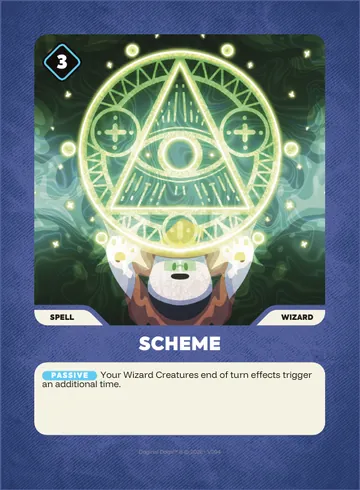 3
SPELL
WIZARD
SCHEME
PASSIVE Your Wizard Creatures end of turn effects trigger
an additional time.